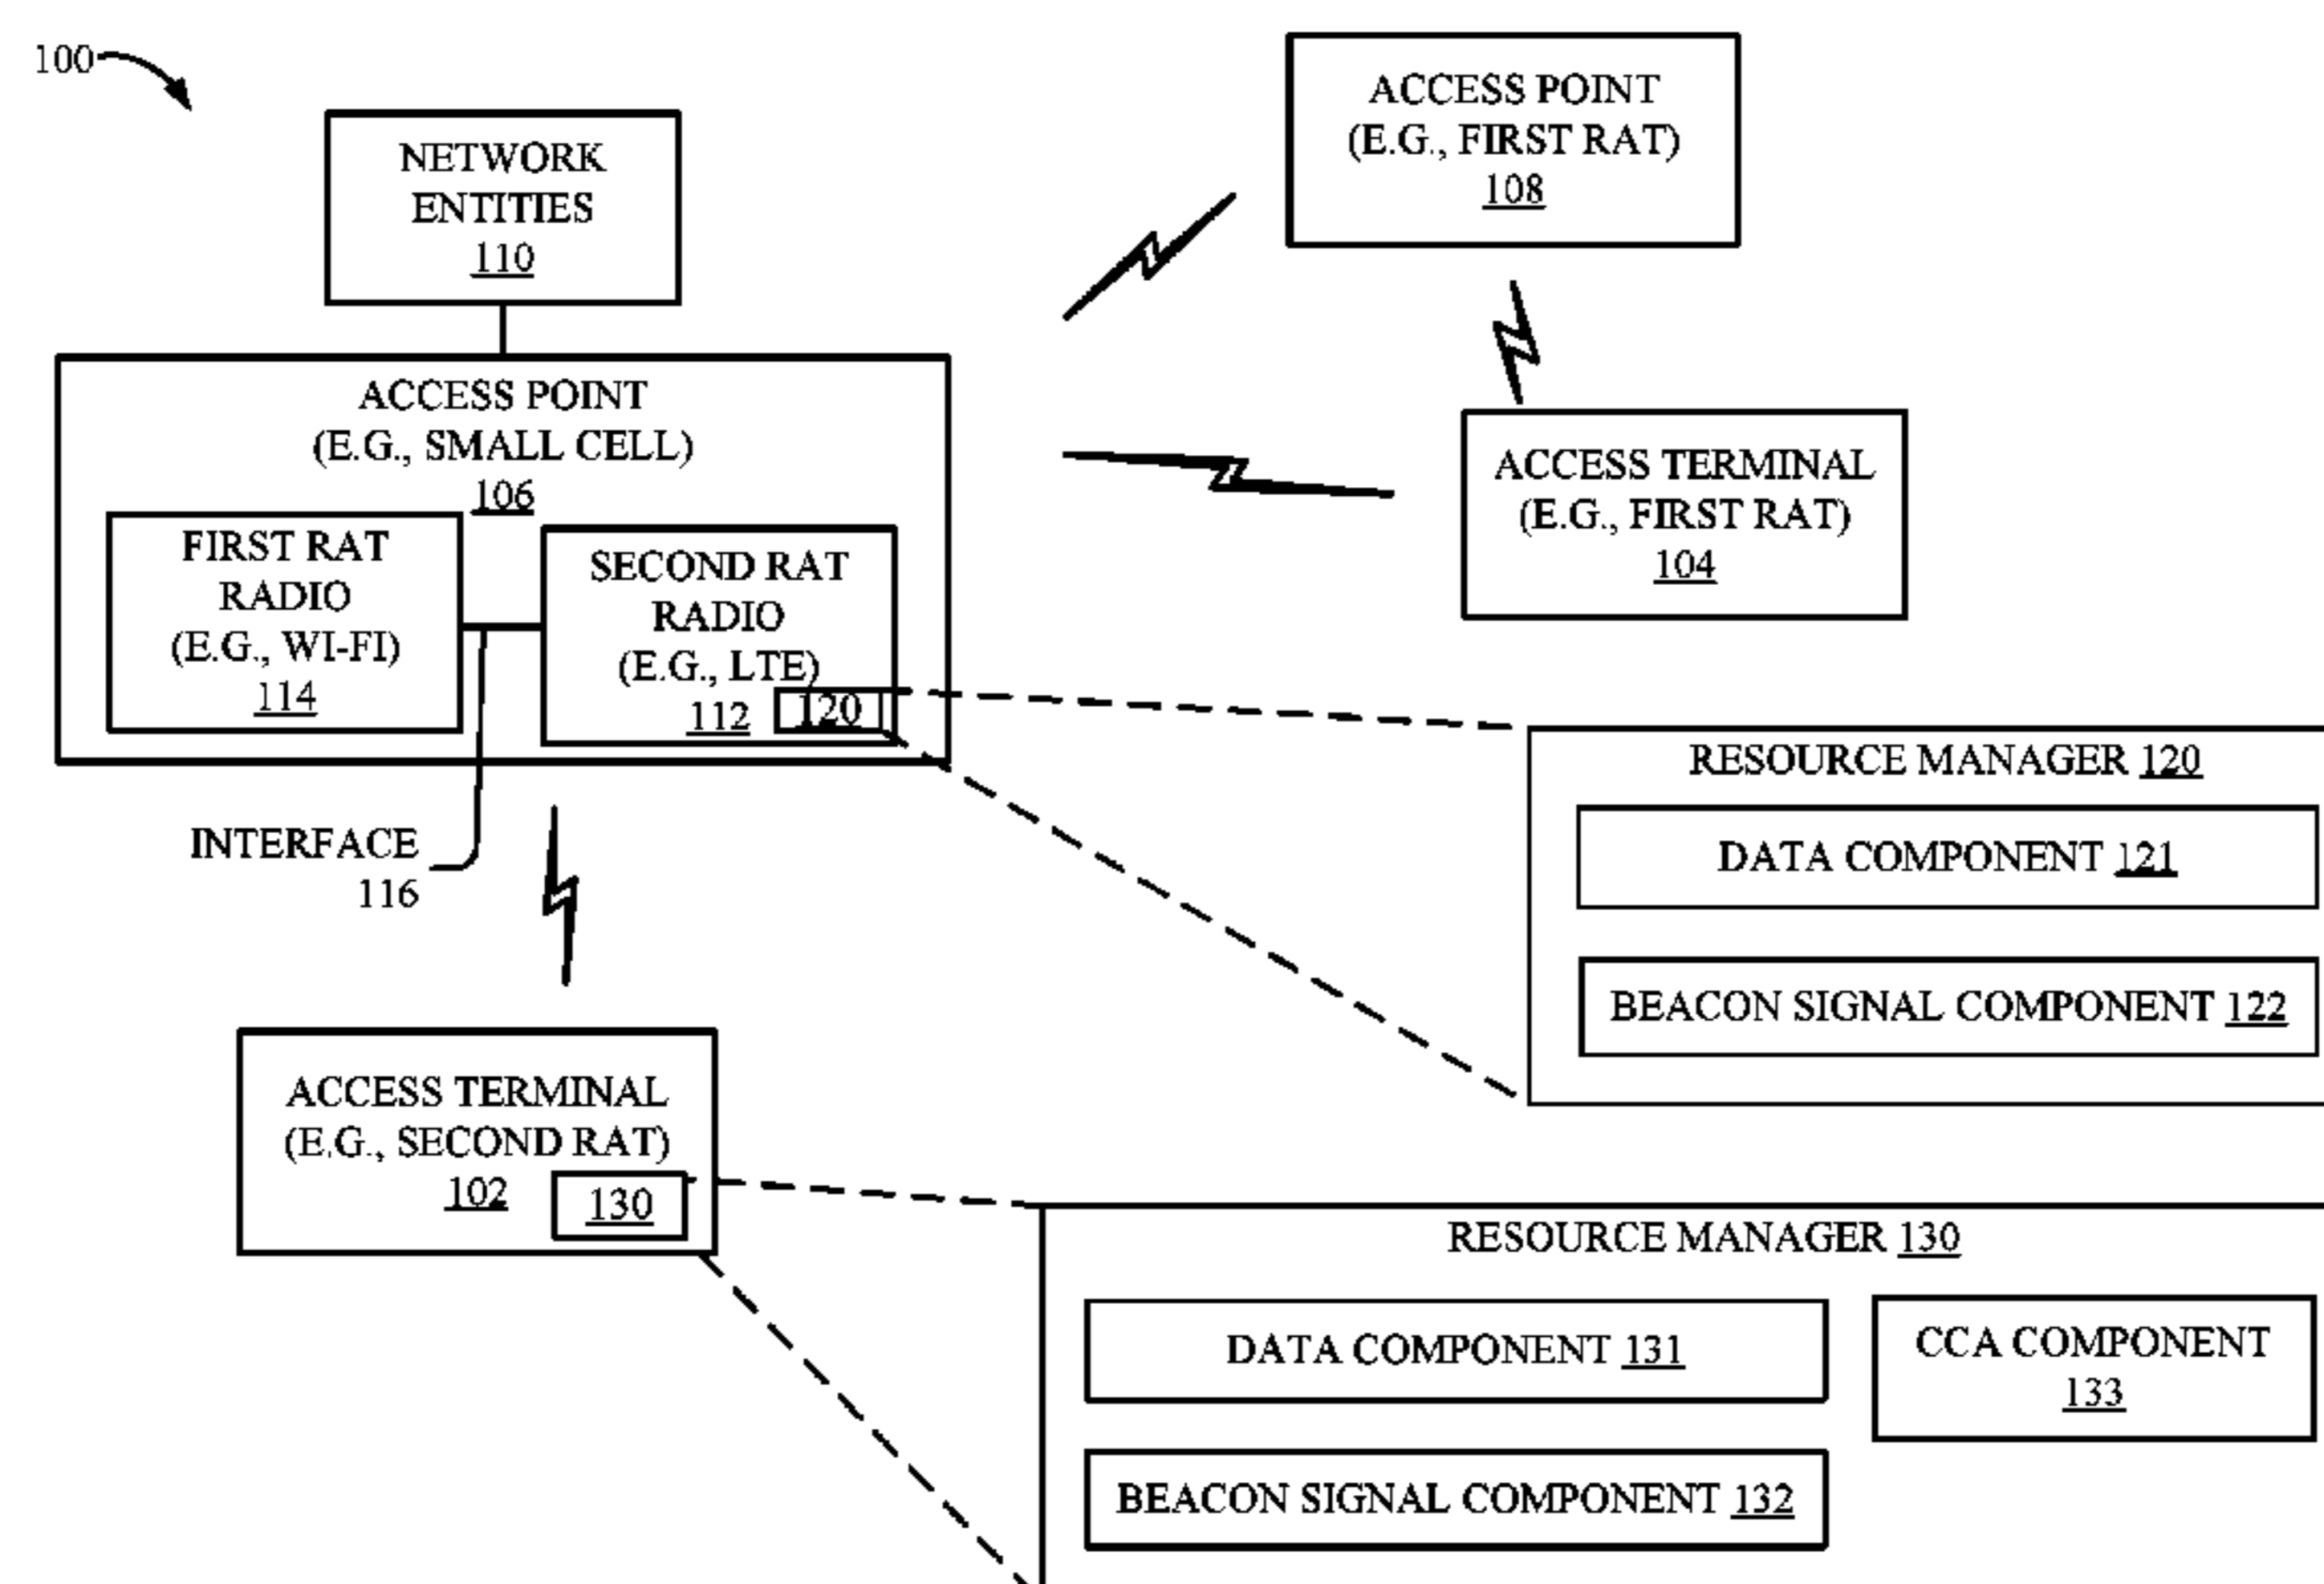 100
NETWORK
ENTITIES
110
ACCESS POINT
(E.G., FIRST RAT)
108
ACCESS POINT
(E.G., SMALL CELL)
106
FIRST RAT
RADIO
(E.G., WI-FI)
114
SECOND RAT
RADIO
(E.G., LTE)
112
120
ACCESS TERMINAL
(E.G., FIRST RAT)
104
INTERFACE
116
RESOURCE MANAGER 120
DATA COMPONENT 121
BEACON SIGNAL COMPONENT 122
ACCESS TERMINAL
(E.G., SECOND RAT)
102
130
RESOURCE MANAGER 130
DATA COMPONENT 131
CCA COMPONENT
133
BEACON SIGNAL COMPONENT 132